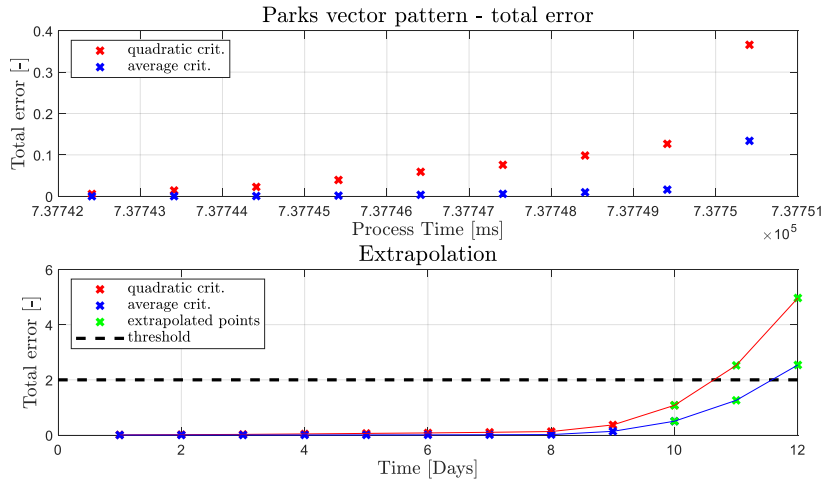 Parks vector pattern - total error
Total error [-]
quadratic crit.
average crit.
0.4
0.3
0.2
0.1
0
7.37742 7.37743 7.37744 7.37745 7.37746 7.37747 7.37748 7.37749 7.3775 7.37751
Process Time [ms]
×10^5
Extrapolation
Total error [-]
quadratic crit.
average crit.
extrapolated points
threshold
6
4
2
0
0 2 4 6 8 10 12
Time [Days]